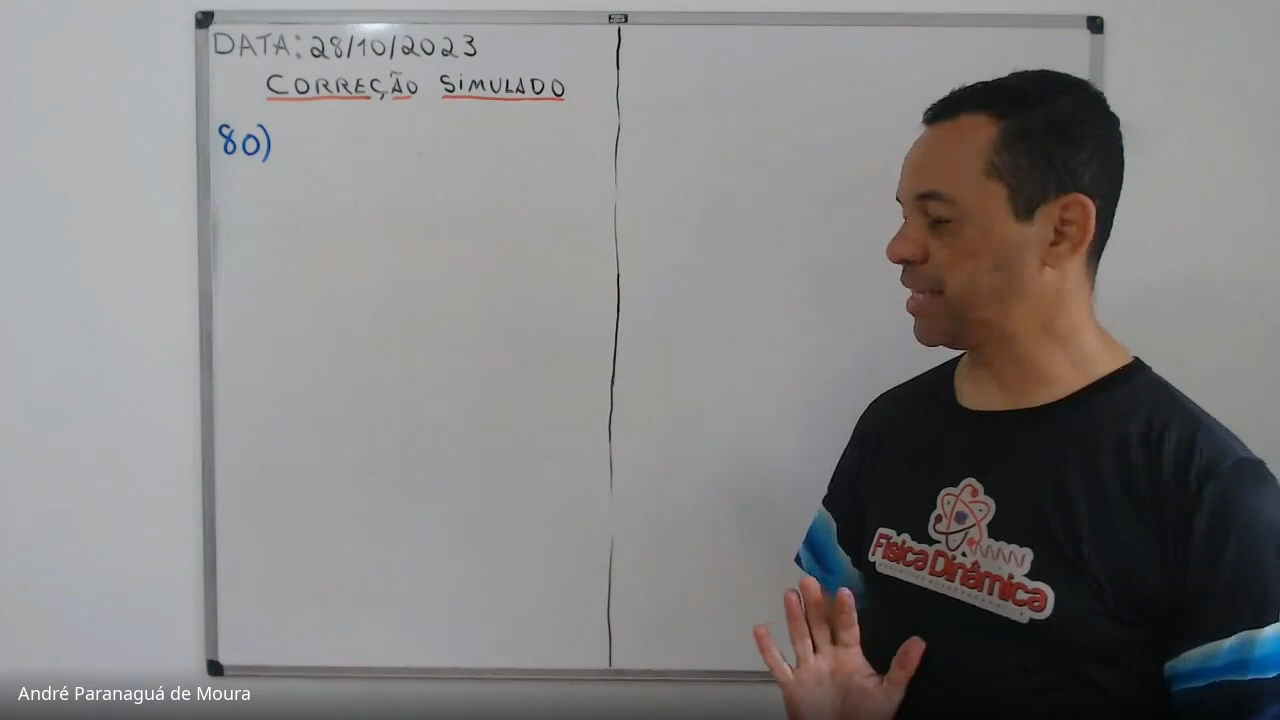 DATA: 28/10/2023
CORREÇÃO SIMULADO
80)
Física Dinâmica
André Paranaguá de Moura